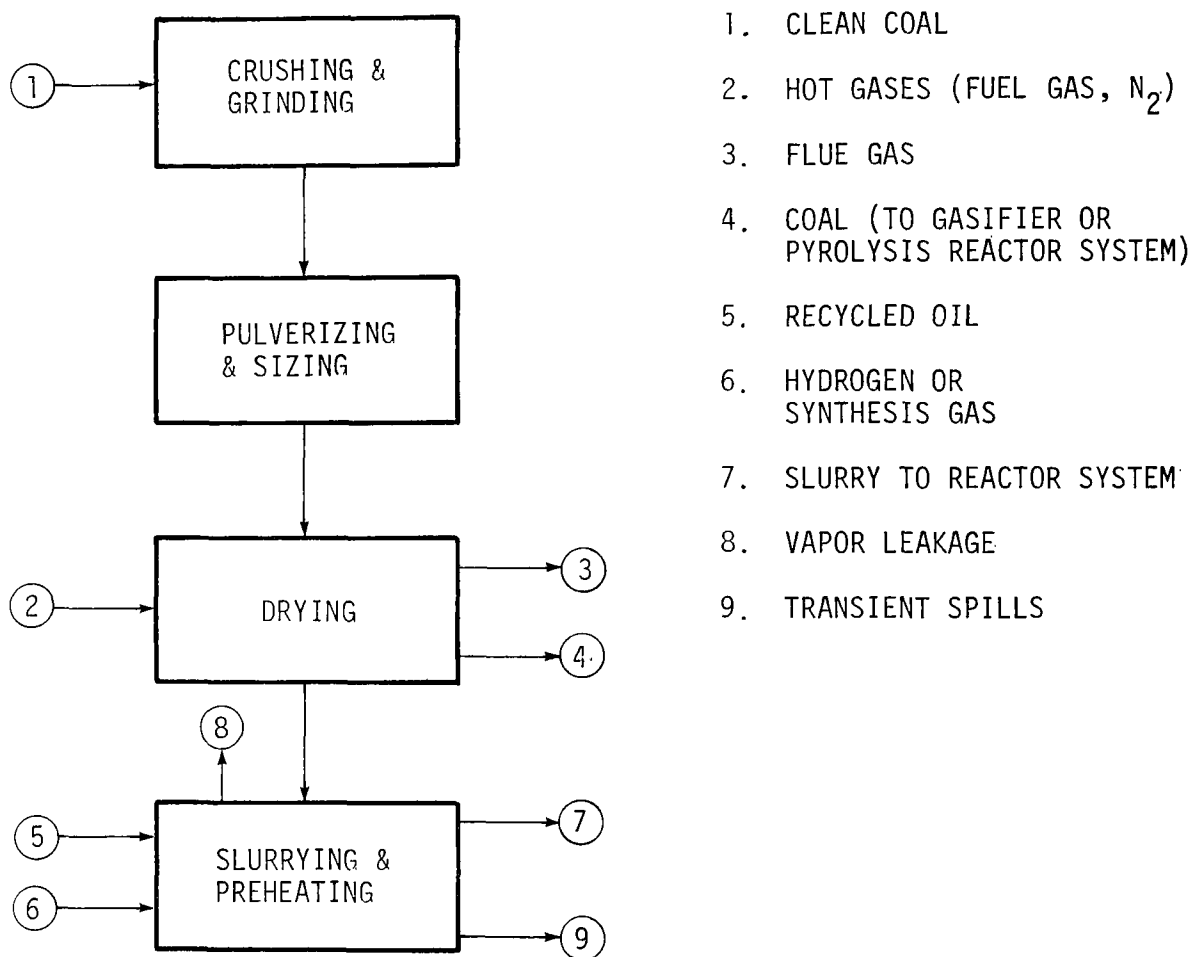 1
CRUSHING &
GRINDING
PULVERIZING
& SIZING
2
DRYING
3
4
8
5
6
SLURRYING &
PREHEATING
7
9
1. CLEAN COAL
2. HOT GASES (FUEL GAS, N2)
3. FLUE GAS
4. COAL (TO GASIFIER OR
PYROLYSIS REACTOR SYSTEM)
5. RECYCLED OIL
6. HYDROGEN OR
SYNTHESIS GAS
7. SLURRY TO REACTOR SYSTEM
8. VAPOR LEAKAGE
9. TRANSIENT SPILLS